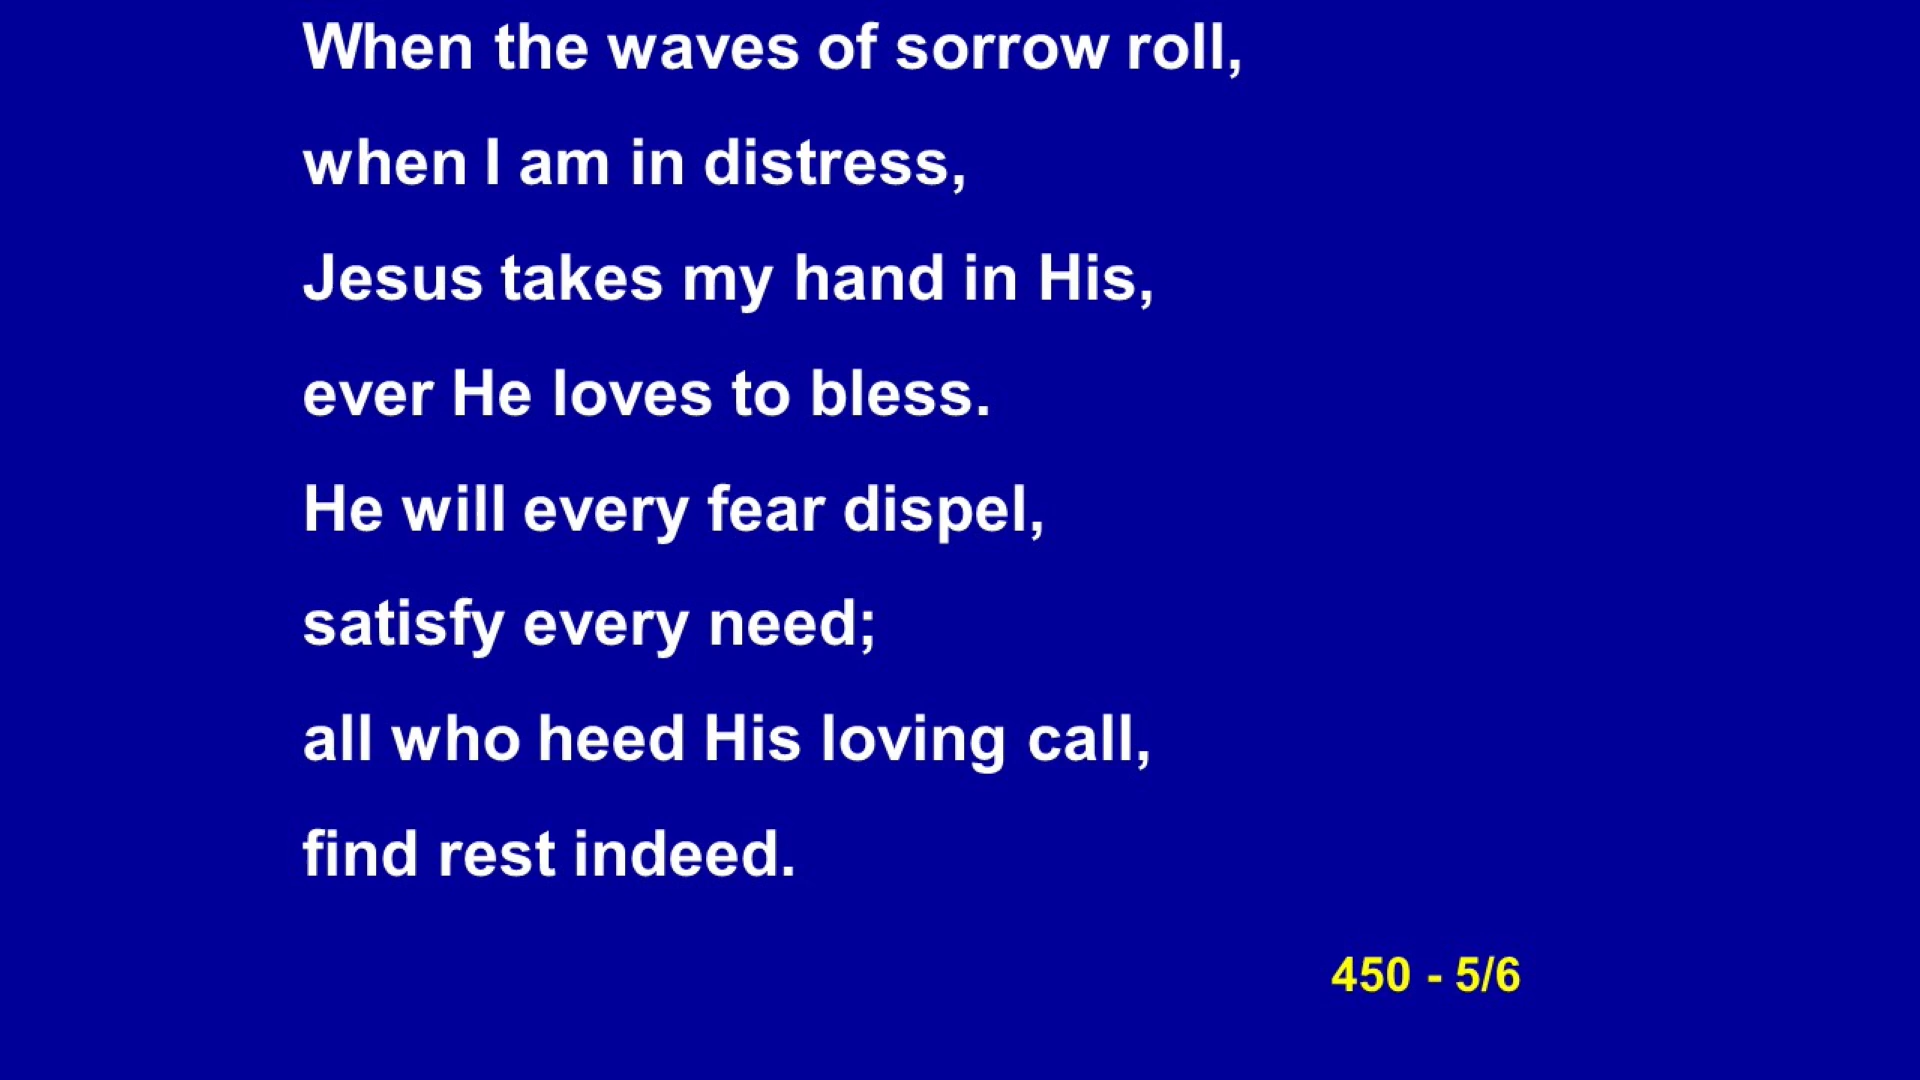 When the waves of sorrow roll,
when I am in distress,
Jesus takes my hand in His,
ever He loves to bless.
He will every fear dispel,
satisfy every need;
all who heed His loving call,
find rest indeed.
450 - 5/6